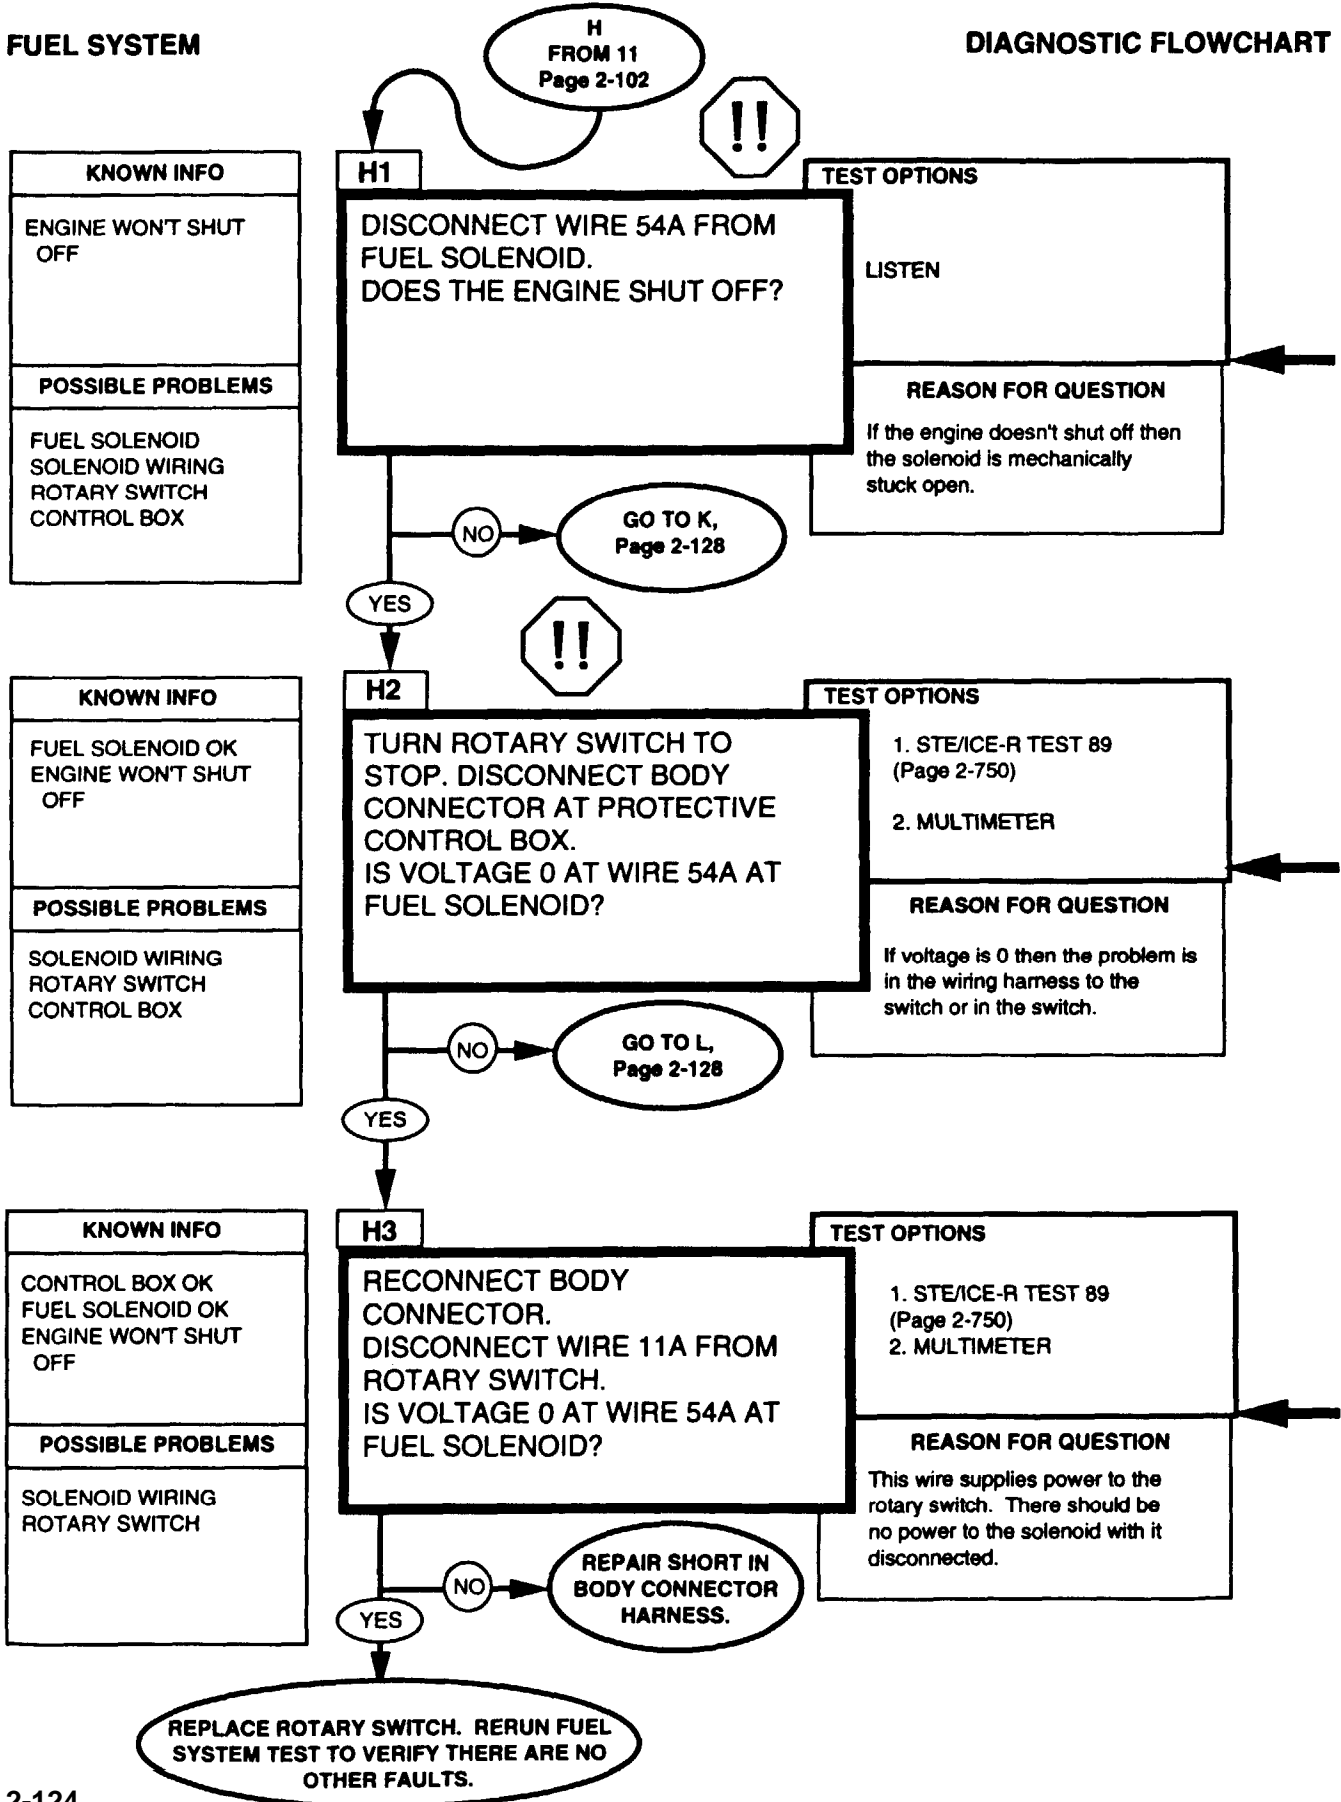 FUEL SYSTEM
DIAGNOSTIC FLOWCHART
H
FROM 11
Page 2-102
!!
KNOWN INFO
ENGINE WON'T SHUT
OFF
POSSIBLE PROBLEMS
FUEL SOLENOID
SOLENOID WIRING
ROTARY SWITCH
CONTROL BOX
H1
DISCONNECT WIRE 54A FROM
FUEL SOLENOID.
DOES THE ENGINE SHUT OFF?
TEST OPTIONS
LISTEN
REASON FOR QUESTION
If the engine doesn't shut off then
the solenoid is mechanically
stuck open.
NO
GO TO K,
Page 2-128
YES
!!
KNOWN INFO
FUEL SOLENOID OK
ENGINE WON'T SHUT
OFF
POSSIBLE PROBLEMS
SOLENOID WIRING
ROTARY SWITCH
CONTROL BOX
H2
TURN ROTARY SWITCH TO
STOP. DISCONNECT BODY
CONNECTOR AT PROTECTIVE
CONTROL BOX.
IS VOLTAGE 0 AT WIRE 54A AT
FUEL SOLENOID?
TEST OPTIONS
1. STE/ICE-R TEST 89
(Page 2-750)
2. MULTIMETER
REASON FOR QUESTION
If voltage is 0 then the problem is
in the wiring harness to the
switch or in the switch.
NO
GO TO L,
Page 2-128
YES
KNOWN INFO
CONTROL BOX OK
FUEL SOLENOID OK
ENGINE WON'T SHUT
OFF
POSSIBLE PROBLEMS
SOLENOID WIRING
ROTARY SWITCH
H3
RECONNECT BODY
CONNECTOR.
DISCONNECT WIRE 11A FROM
ROTARY SWITCH.
IS VOLTAGE 0 AT WIRE 54A AT
FUEL SOLENOID?
TEST OPTIONS
1. STE/ICE-R TEST 89
(Page 2-750)
2. MULTIMETER
REASON FOR QUESTION
This wire supplies power to the
rotary switch. There should be
no power to the solenoid with it
disconnected.
NO
REPAIR SHORT IN
BODY CONNECTOR
HARNESS.
YES
REPLACE ROTARY SWITCH. RERUN FUEL
SYSTEM TEST TO VERIFY THERE ARE NO
OTHER FAULTS.
2-124